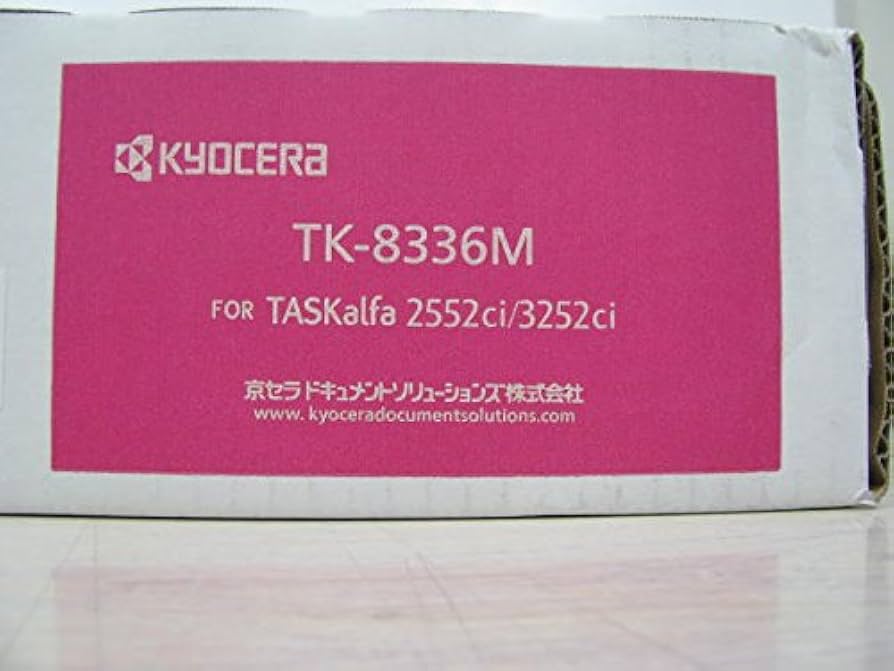 KYOCERA
TK-8336M
FOR TASKalfa 2552ci/3252ci
京セラドキュメントソリューションズ株式会社
www.kyoceradocumentsolutions.com